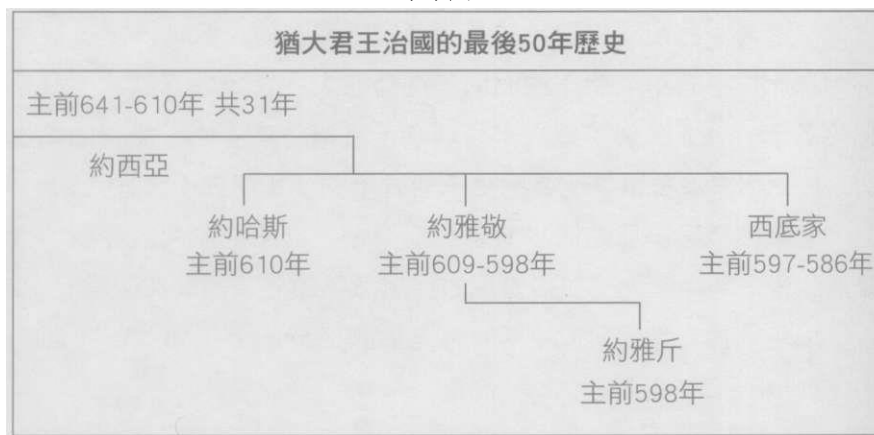 猶大君王治國的最後50年歷史
主前641-610年 共31年
約西亞
約哈斯
主前610年
約雅敬
主前609-598年
西底家
主前597-586年
約雅斤
主前598年